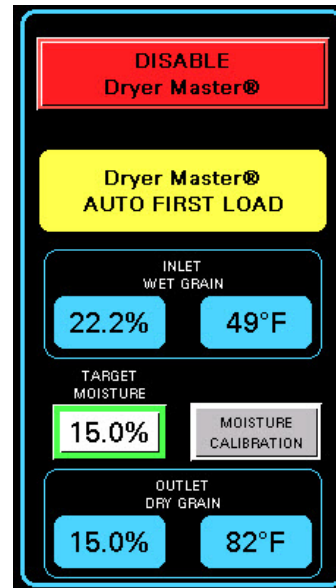 DISABLE
Dryer Master®
Dryer Master®
AUTO FIRST LOAD
INLET
WET GRAIN
22.2% 49°F
TARGET
MOISTURE
15.0%
MOISTURE
CALIBRATION
OUTLET
DRY GRAIN
15.0% 82°F